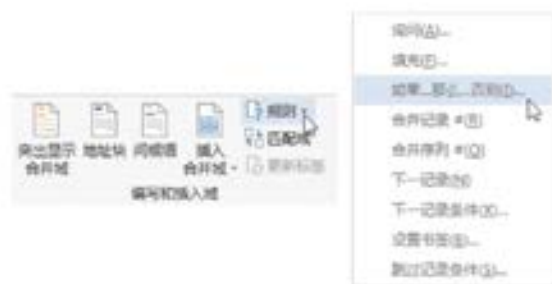 突出显示 地址块 问候语 插入
合并域 合并域
规则
匹配域
更新标签
编写和插入域
询问(A)...
填充(F)...
如果...那么...否则(I)...
合并记录 #(R)
合并序列 #(Q)
下一记录(N)
下一记录条件(X)...
设置书签(B)...
跳过记录条件(S)...